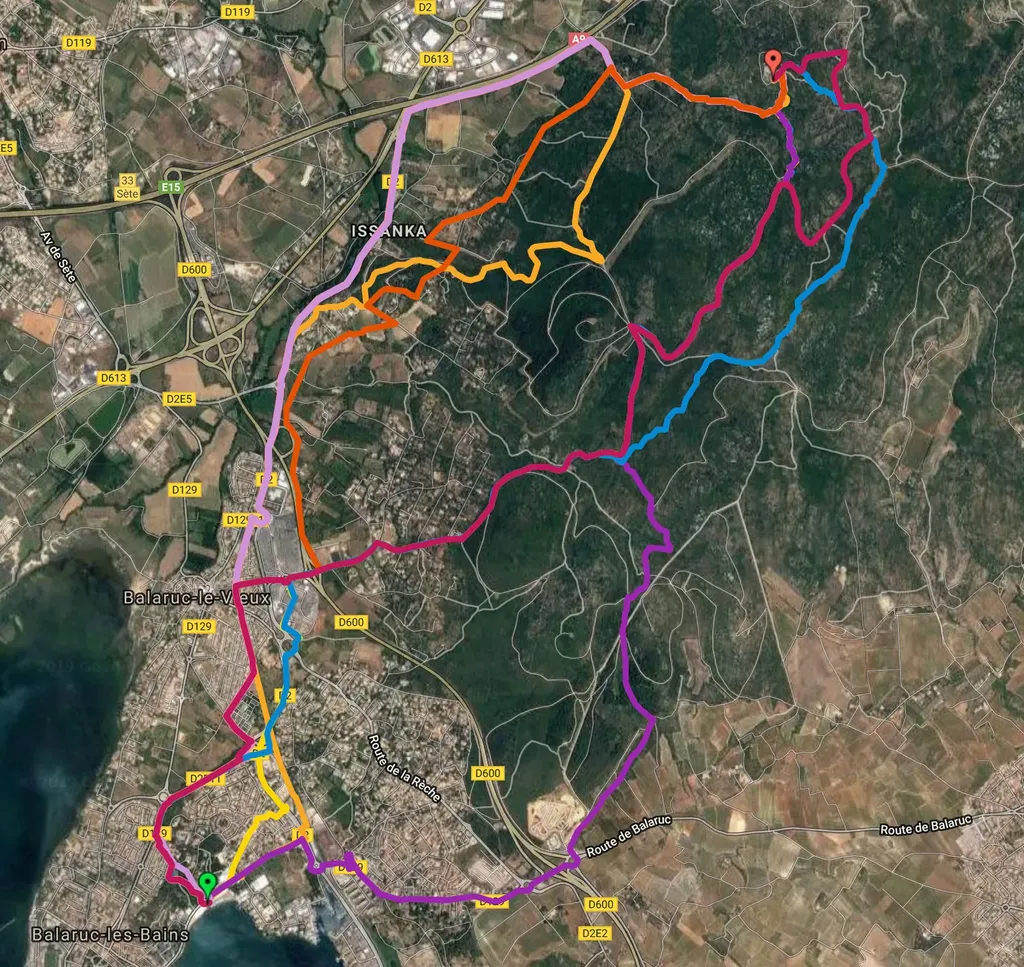 D119
D2
D119
D613
A9
E5
33
Sète
E15
D2
Av de Sète
ISSANKA
D600
D613
D2E5
D2
D129
D129
Balaruc-le-Vieux
D129
D600
D2
Route de la Rèche
D600
D2E11
D129
Route de Balaruc
Route de Balaruc
D2
D129
D129
D600
Balaruc-les-Bains
D2E2